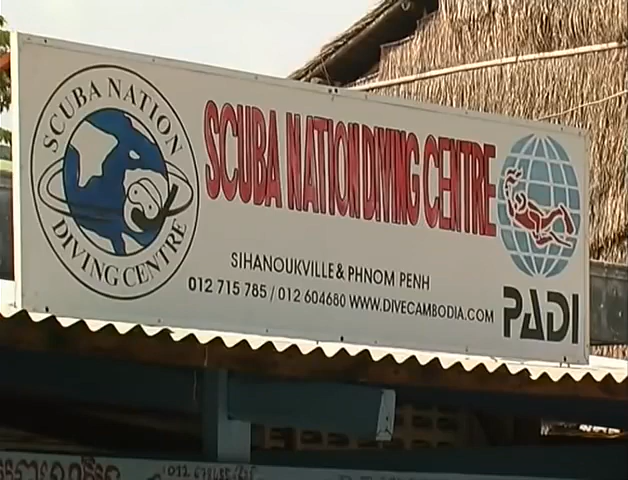 SCUBA NATION
DIVING CENTRE
SCUBA NATION DIVING CENTRE
SIHANOUKVILLE & PHNOM PENH
012 715 785 / 012 604680 WWW.DIVECAMBODIA.COM
PADI